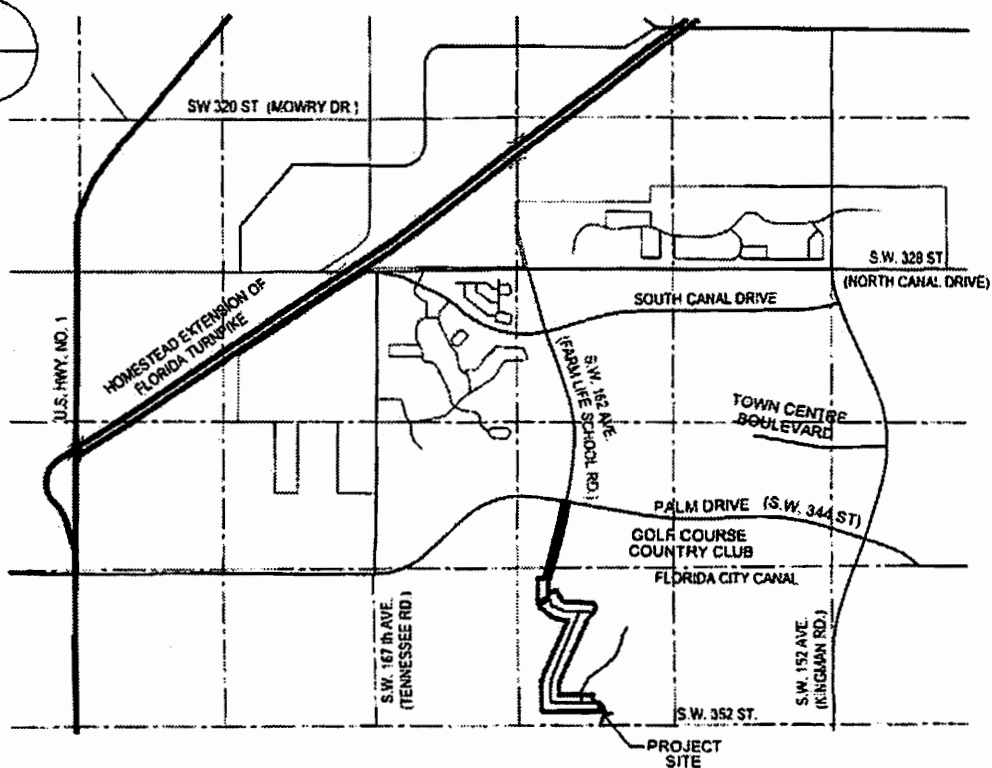 SW 320 ST (MOWRY DR)
S.W. 328 ST
(NORTH CANAL DRIVE)
SOUTH CANAL DRIVE
HOMESTEAD EXTENSION OF
FLORIDA TURNPIKE
U.S. HWY. NO. 1
S.W. 162 AVE.
(FARM LIFE SCHOOL RD.)
TOWN CENTRE
BOULEVARD
PALM DRIVE (S.W. 344 ST)
GOLF COURSE
COUNTRY CLUB
FLORIDA CITY CANAL
S.W. 167 th AVE.
(TENNESSEE RD.)
S.W. 152 AVE.
(KINGMAN RD.)
S.W. 352 ST.
PROJECT
SITE